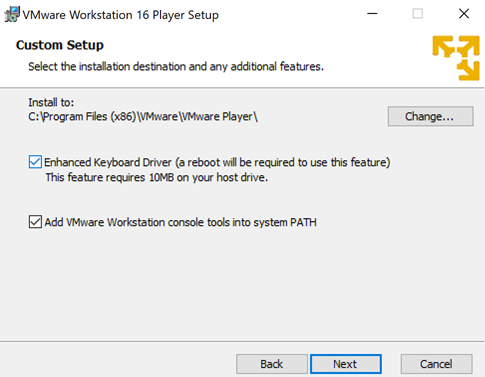 VMware Workstation 16 Player Setup
Custom Setup
Select the installation destination and any additional features.
Install to:
C:\Program Files (x86)\VMware\VMware Player\
Change...
Enhanced Keyboard Driver (a reboot will be required to use this feature)
This feature requires 10MB on your host drive.
Add VMware Workstation console tools into system PATH
Back
Next
Cancel